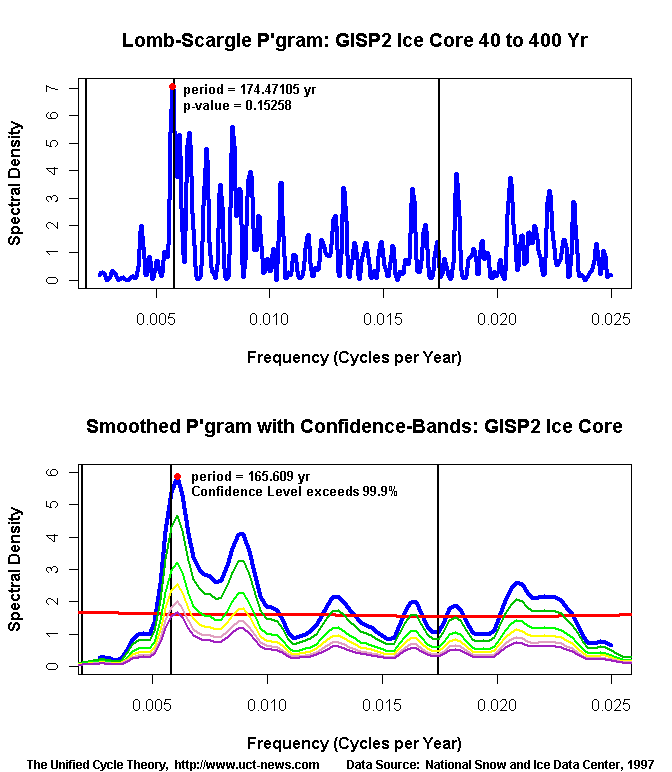 Lomb-Scargle P'gram: GISP2 Ice Core 40 to 400 Yr
period = 174.47105 yr
p-value = 0.15258
Spectral Density
7
6
5
4
3
2
1
0
0.005 0.010 0.015 0.020 0.025
Frequency (Cycles per Year)
Smoothed P'gram with Confidence-Bands: GISP2 Ice Core
period = 165.609 yr
Confidence Level exceeds 99.9%
Spectral Density
6
5
4
3
2
1
0
0.005 0.010 0.015 0.020 0.025
Frequency (Cycles per Year)
The Unified Cycle Theory, http://www.uct-news.com Data Source: National Snow and Ice Data Center, 1997